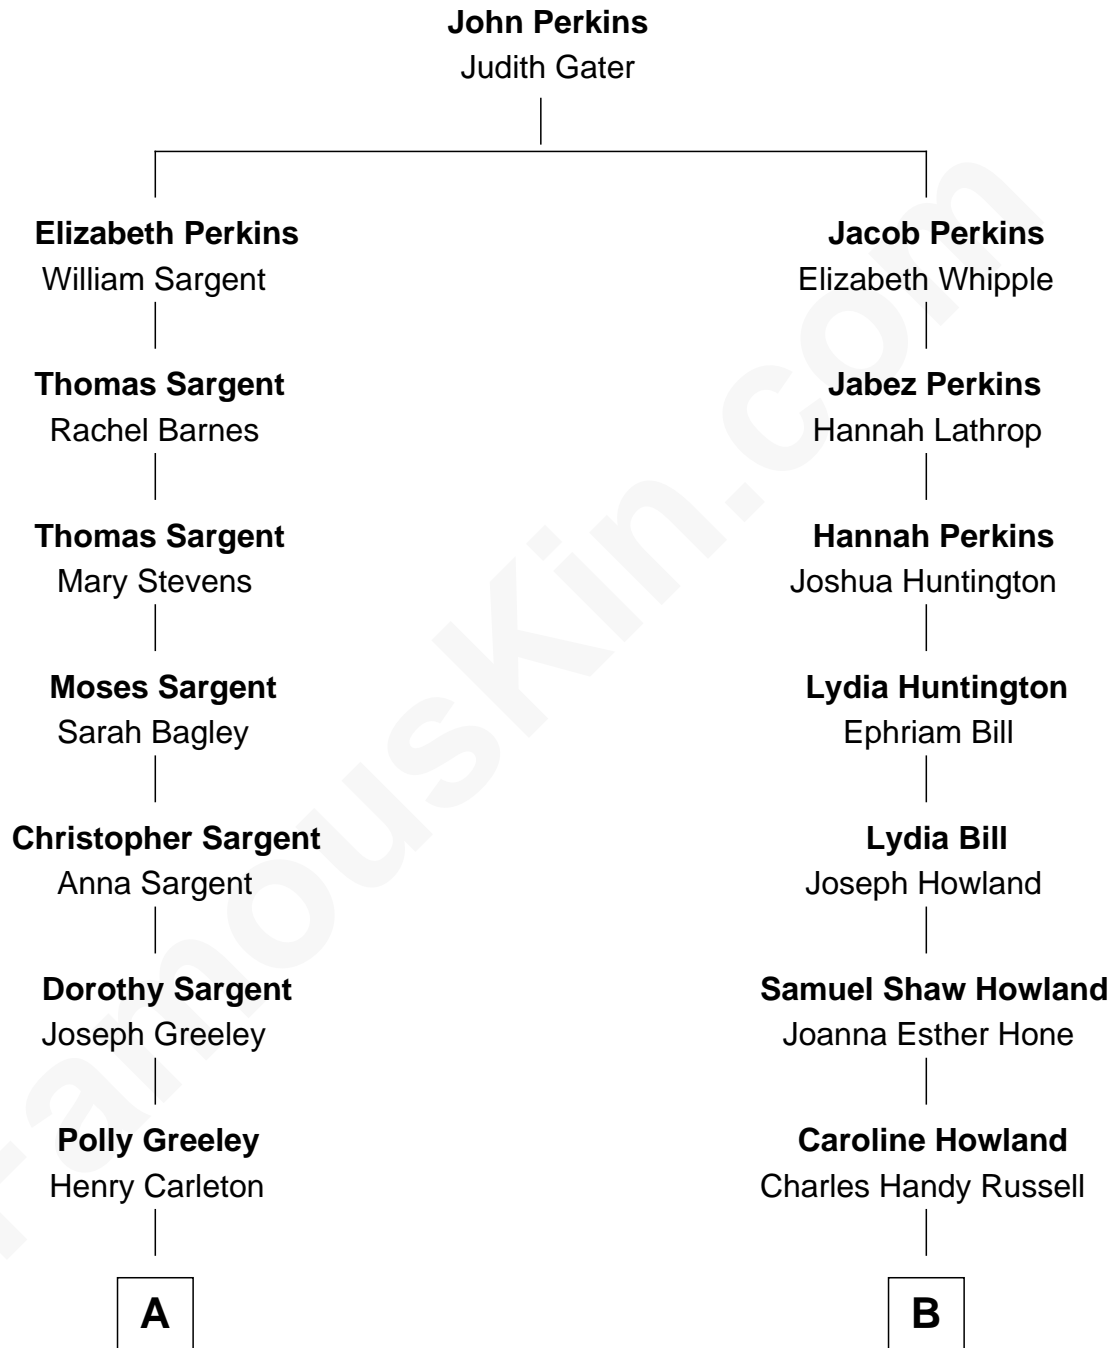 John Perkins
Judith Gater
Elizabeth Perkins
William Sargent
Jacob Perkins
Elizabeth Whipple
Thomas Sargent
Rachel Barnes
Jabez Perkins
Hannah Lathrop
Thomas Sargent
Mary Stevens
Hannah Perkins
Joshua Huntington
Moses Sargent
Sarah Bagley
Lydia Huntington
Ephriam Bill
Christopher Sargent
Anna Sargent
Lydia Bill
Joseph Howland
Dorothy Sargent
Joseph Greeley
Samuel Shaw Howland
Joanna Esther Hone
Polly Greeley
Henry Carleton
Caroline Howland
Charles Handy Russell
A
B
FamousKin.com